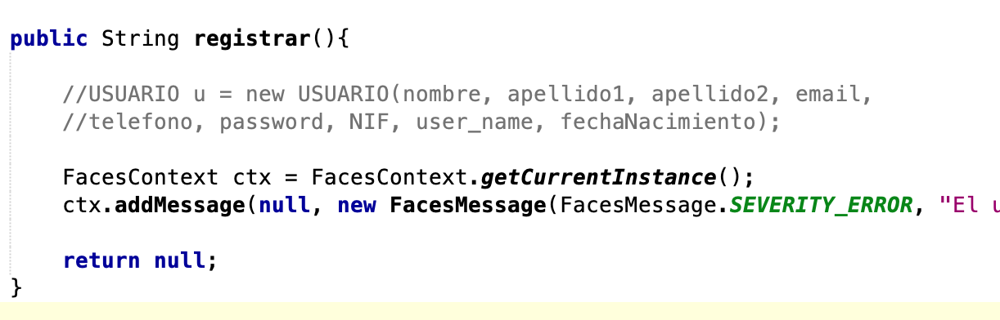 public String registrar(){
//USUARIO u = new USUARIO(nombre, apellido1, apellido2, email,
//telefono, password, NIF, user_name, fechaNacimiento);
FacesContext ctx = FacesContext.getCurrentInstance();
ctx.addMessage(null, new FacesMessage(FacesMessage.SEVERITY_ERROR, "El
return null;
}